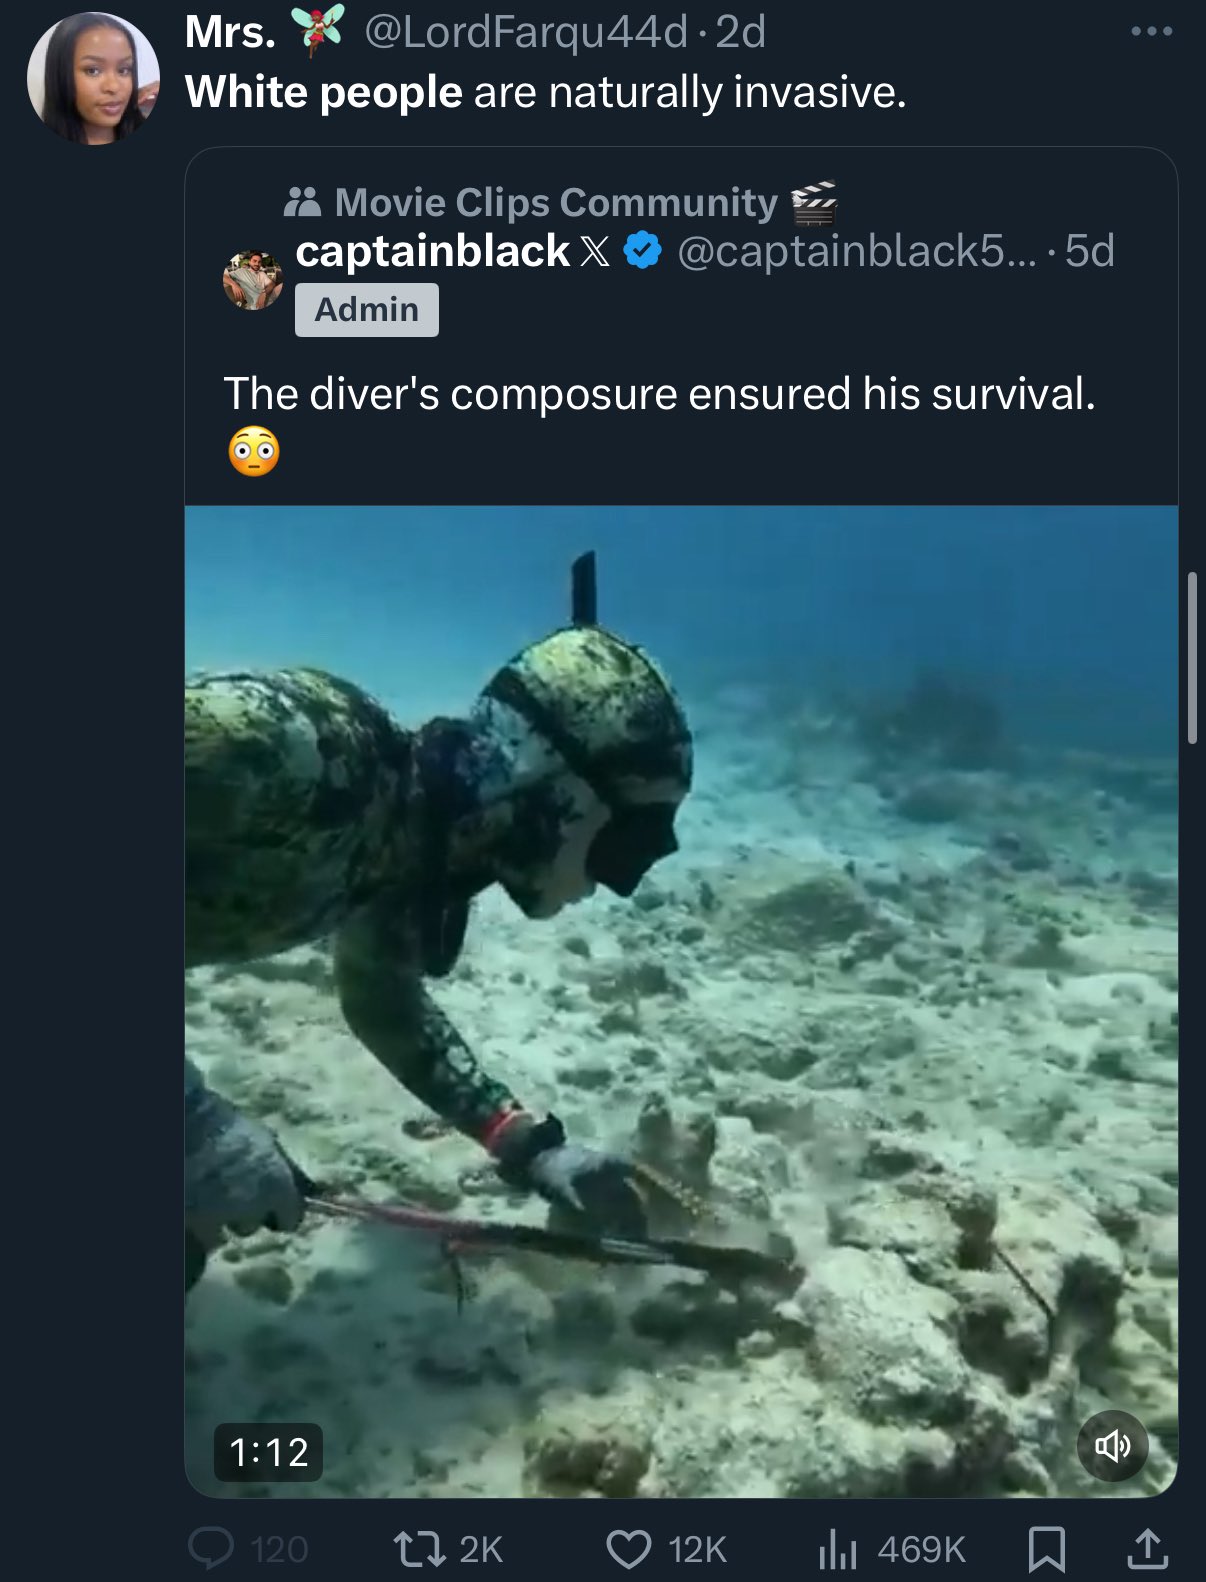 Mrs. 🧚🏾‍♀️ @LordFarqu44d · 2d
White people are naturally invasive.
Movie Clips Community 🎬
captainblack 𝕏 @captainblack5... · 5d
Admin
The diver's composure ensured his survival.
😳
1:12
120 2K 12K 469K